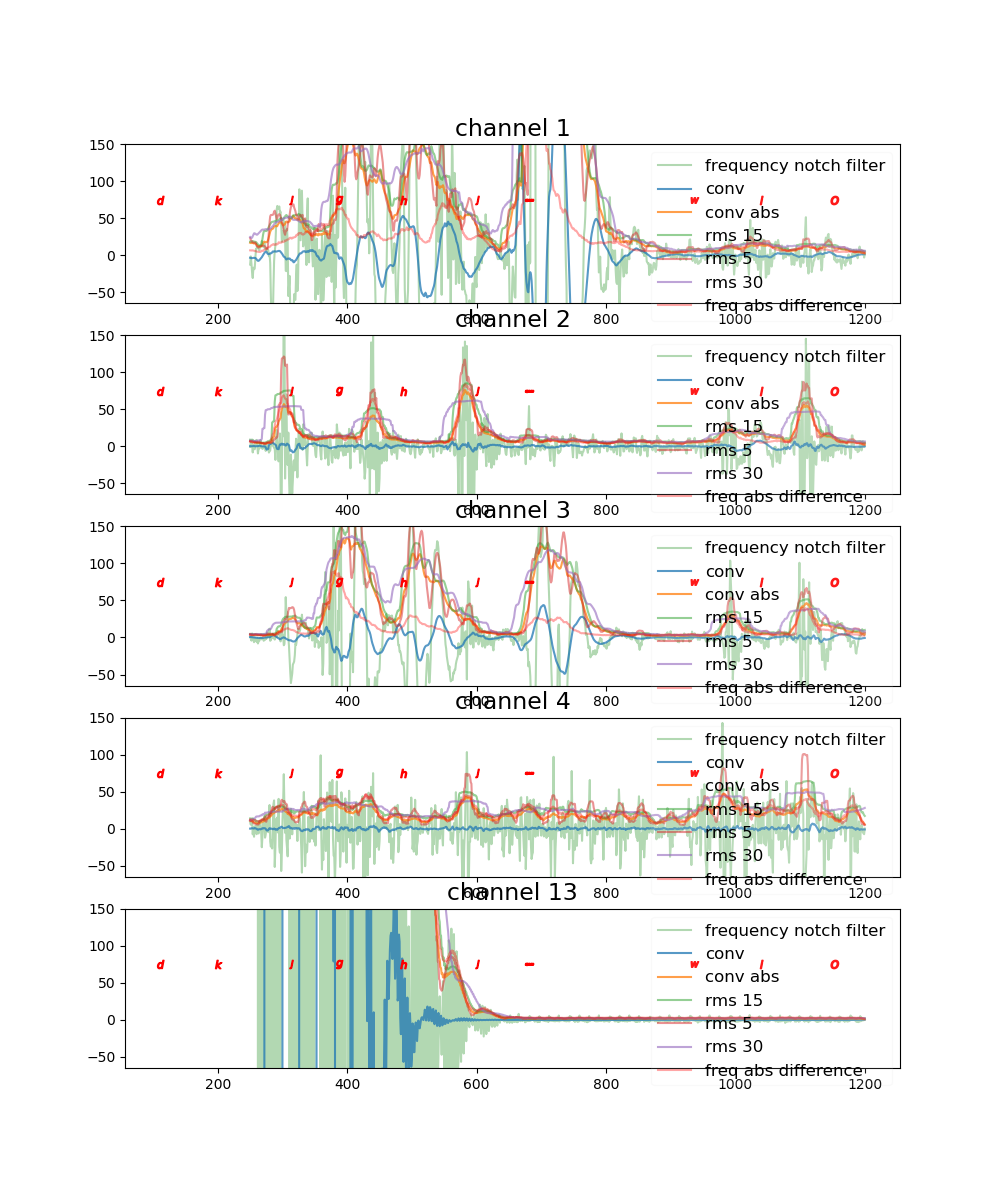 channel 1
150
100
50
0
−50
d k J g h J – w l O
frequency notch filter
conv
conv abs
rms 15
rms 5
rms 30
freq abs difference
200 400 600 800 1000 1200
channel 2
150
100
50
0
−50
d k J g h J – w l O
frequency notch filter
conv
conv abs
rms 15
rms 5
rms 30
freq abs difference
200 400 600 800 1000 1200
channel 3
150
100
50
0
−50
d k J g h J – w l O
frequency notch filter
conv
conv abs
rms 15
rms 5
rms 30
freq abs difference
200 400 600 800 1000 1200
channel 4
150
100
50
0
−50
d k J g h J – w l O
frequency notch filter
conv
conv abs
rms 15
rms 5
rms 30
freq abs difference
200 400 600 800 1000 1200
channel 13
150
100
50
0
−50
d k J g h J – w l O
frequency notch filter
conv
conv abs
rms 15
rms 5
rms 30
freq abs difference
200 400 600 800 1000 1200